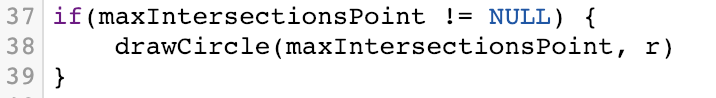 37 if(maxIntersectionsPoint != NULL) {
38     drawCircle(maxIntersectionsPoint, r)
39 }